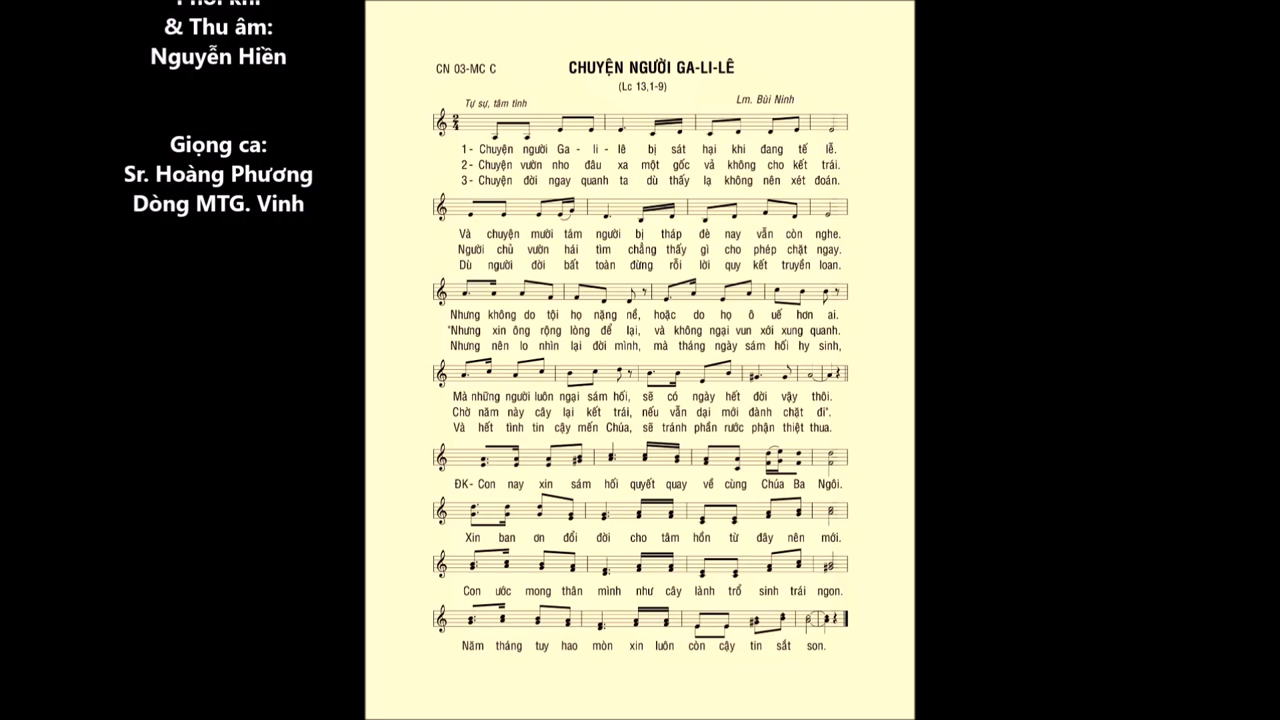 Phối khí
& Thu âm:
Nguyễn Hiền
Giọng ca:
Sr. Hoàng Phương
Dòng MTG. Vinh
CN 03-MC C
CHUYỆN NGƯỜI GA-LI-LÊ
(Lc 13,1-9)
Tự sự, tâm tình
Lm. Bùi Ninh
1- Chuyện người Ga - li - lê bị sát hại khi đang tế lễ.
2- Chuyện vườn nho đâu xa một gốc vả không cho kết trái.
3- Chuyện đời ngay quanh ta dù thấy lạ không nên xét đoán.
Và chuyện mười tám người bị tháp đè nay vẫn còn nghe.
Người chủ vườn hái tìm chẳng thấy gì cho phép chặt ngay.
Dù người đời bất toàn đừng rỗi lời quy kết truyền loan.
Nhưng không do tội họ nặng nề, hoặc do họ ô uế hơn ai.
"Nhưng xin ông rộng lòng để lại, và không ngại vun xới xung quanh.
Nhưng nên lo nhìn lại đời mình, mà tháng ngày sám hối hy sinh,
Mà những người luôn ngại sám hối, sẽ có ngày hết đời vậy thôi.
Chờ năm này cây lại kết trái, nếu vẫn dại mới đành chặt đi".
Và hết tình tin cậy mến Chúa, sẽ tránh phần rước phận thiệt thua.
ĐK- Con nay xin sám hối quyết quay về cùng Chúa Ba Ngôi.
Xin ban ơn đổi đời cho tâm hồn từ đây nên mới.
Con ước mong thân mình như cây lành trổ sinh trái ngon.
Năm tháng tuy hao mòn xin luôn còn cậy tin sắt son.